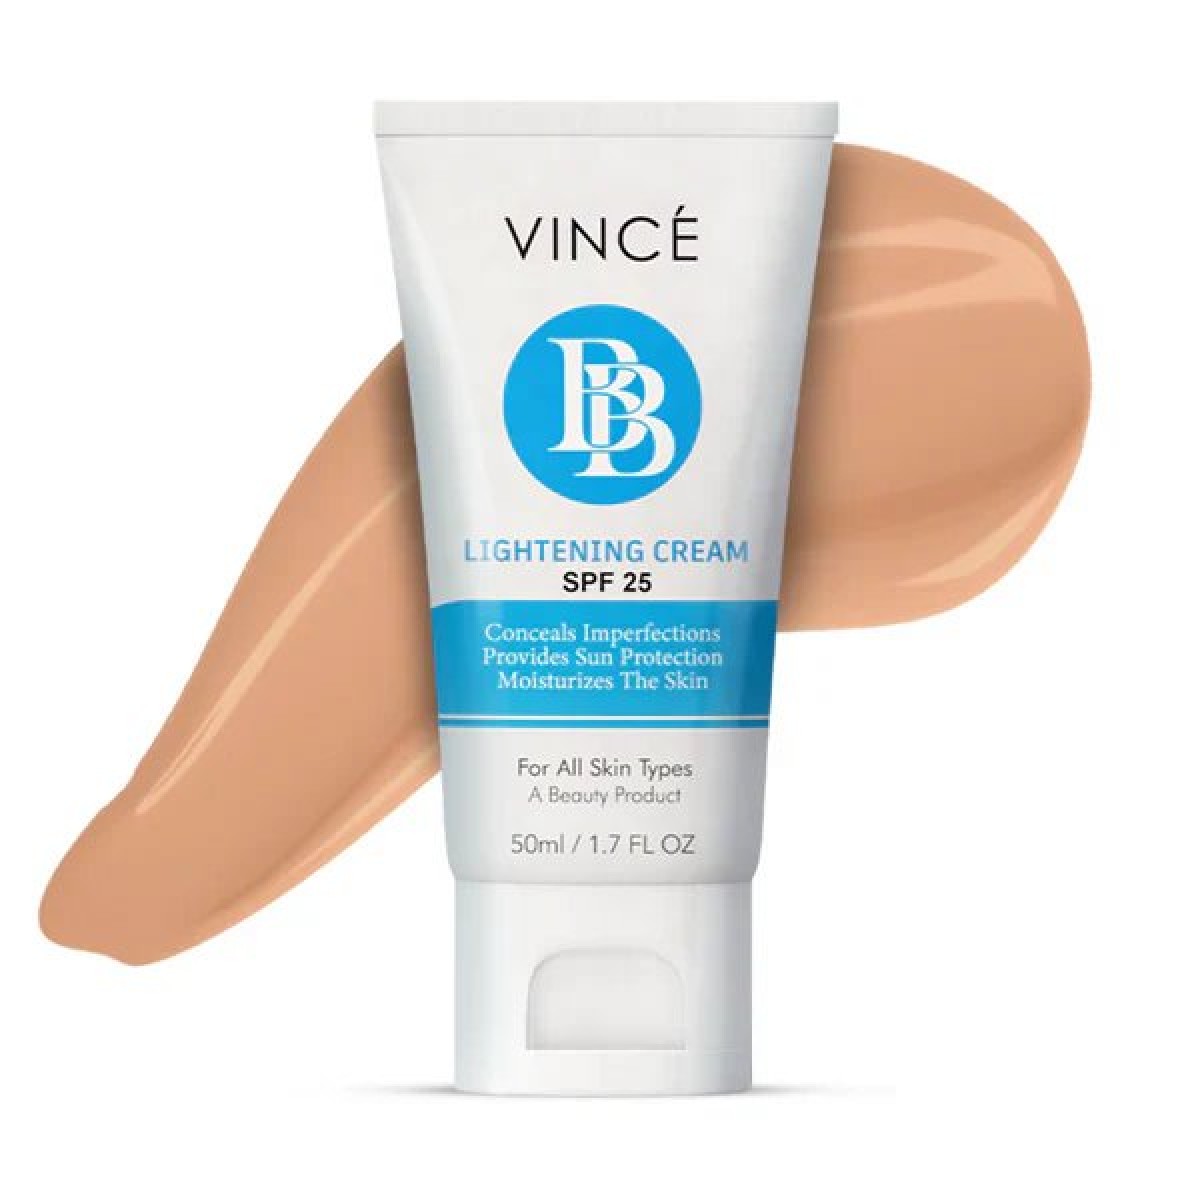 VINCÉ
BB
LIGHTENING CREAM
SPF 25
Conceals Imperfections
Provides Sun Protection
Moisturizes The Skin
For All Skin Types
A Beauty Product
50ml / 1.7 FL OZ